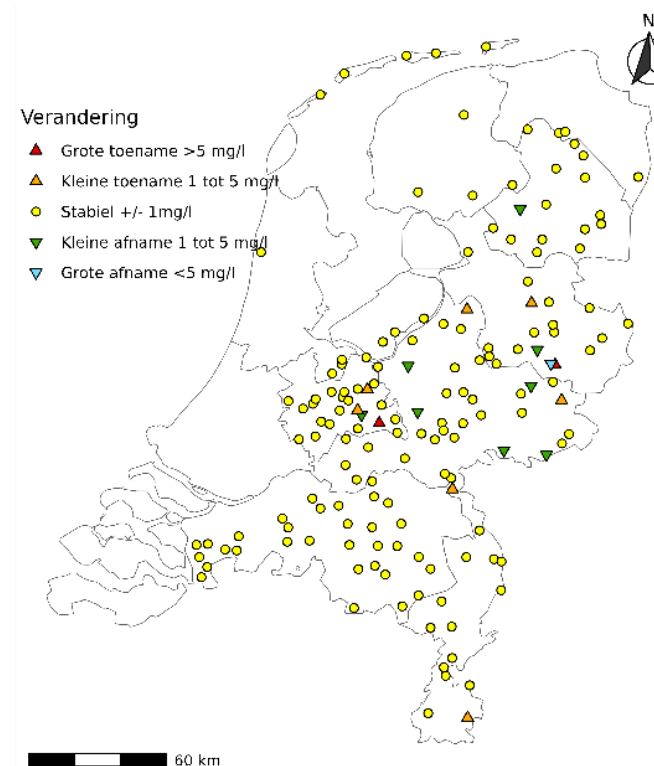 N
Verandering
Grote toename >5 mg/l
Kleine toename 1 tot 5 mg/l
Stabiel +/- 1mg/l
Kleine afname 1 tot 5 mg/l
Grote afname <5 mg/l
60 km